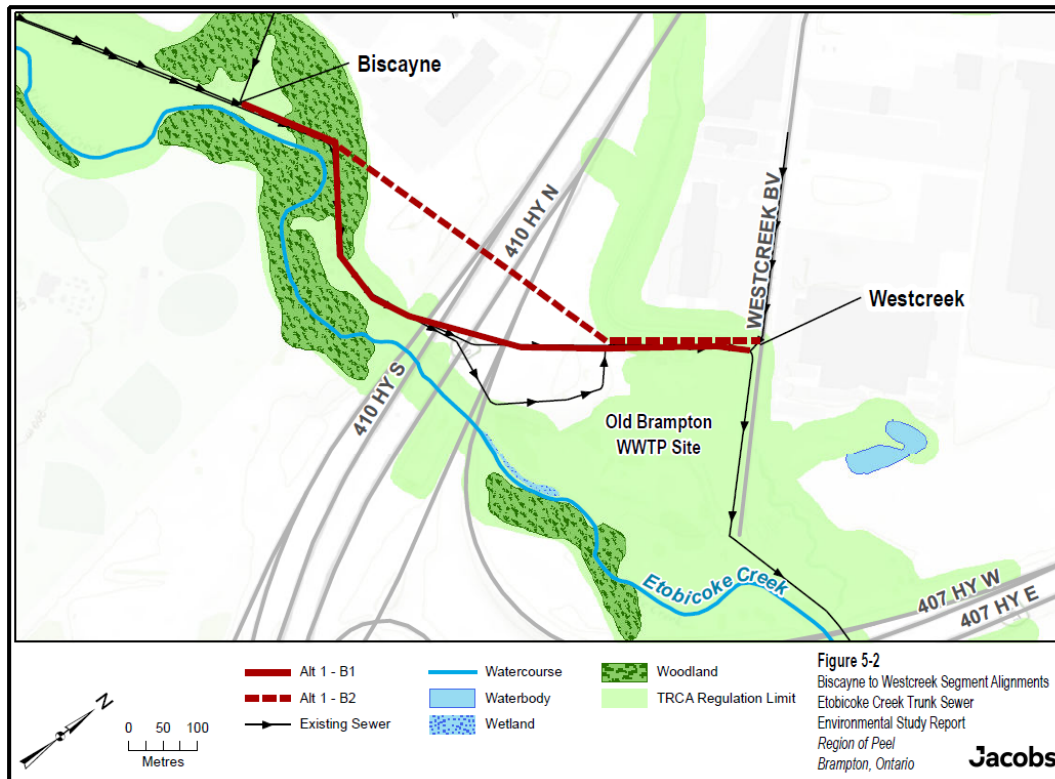 Biscayne
410 HY N
WESTCREEK BV
Westcreek
410 HY S
Old Brampton
WWTP Site
Etobicoke Creek
407 HY W
407 HY E
Alt 1 - B1
Alt 1 - B2
Existing Sewer
Watercourse
Waterbody
Wetland
Woodland
TRCA Regulation Limit
Figure 5-2
Biscayne to Westcreek Segment Alignments
Etobicoke Creek Trunk Sewer
Environmental Study Report
Region of Peel
Brampton, Ontario
N
0 50 100
Metres
Jacobs